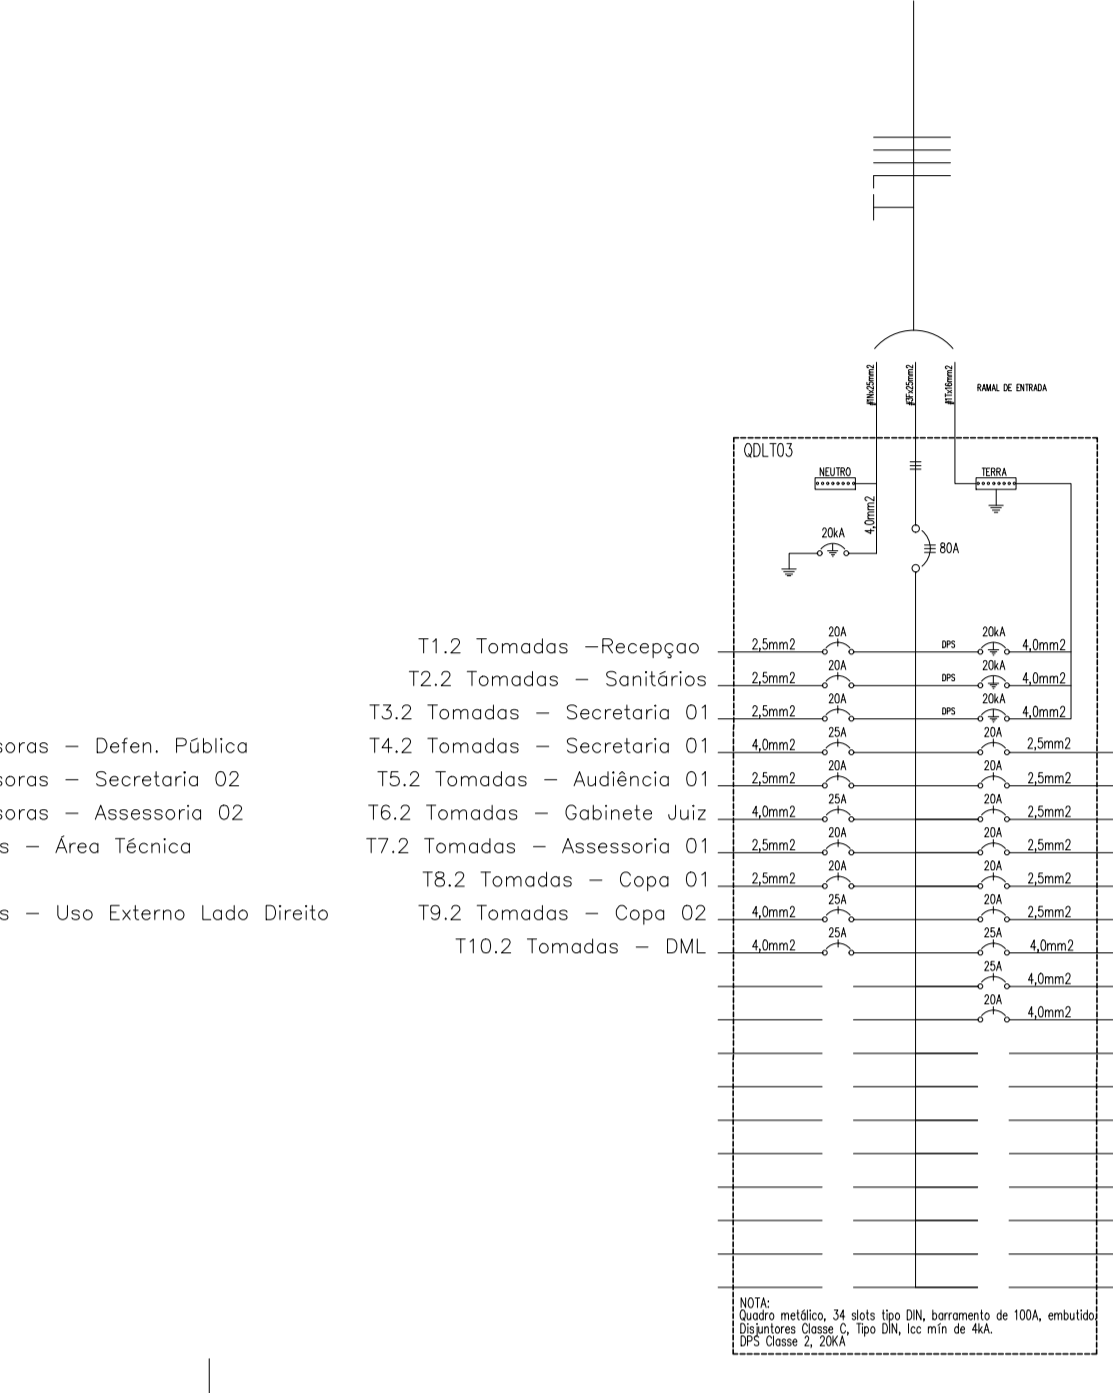 #1Nx25mm2
#3Fx25mm2
#1Tx16mm2
RAMAL DE ENTRADA
QDLT03
NEUTRO
TERRA
4,0mm2
20kA
80A
T1.2 Tomadas –Recepçao 2,5mm2 20A DPS 20kA 4,0mm2
T2.2 Tomadas – Sanitários 2,5mm2 20A DPS 20kA 4,0mm2
T3.2 Tomadas – Secretaria 01 2,5mm2 20A DPS 20kA 4,0mm2
soras – Defen. Pública T4.2 Tomadas – Secretaria 01 4,0mm2 25A 20A 2,5mm2
soras – Secretaria 02 T5.2 Tomadas – Audiência 01 2,5mm2 20A 20A 2,5mm2
soras – Assessoria 02 T6.2 Tomadas – Gabinete Juiz 4,0mm2 25A 20A 2,5mm2
s – Área Técnica T7.2 Tomadas – Assessoria 01 2,5mm2 20A 20A 2,5mm2
T8.2 Tomadas – Copa 01 2,5mm2 20A 20A 2,5mm2
s – Uso Externo Lado Direito T9.2 Tomadas – Copa 02 4,0mm2 25A 20A 2,5mm2
T10.2 Tomadas – DML 4,0mm2 25A 25A 4,0mm2
25A 4,0mm2
20A 4,0mm2
NOTA:
Quadro metálico, 34 slots tipo DIN, barramento de 100A, embutido
Disjuntores Classe C, Tipo DIN, Icc mín de 4kA.
DPS Classe 2, 20KA